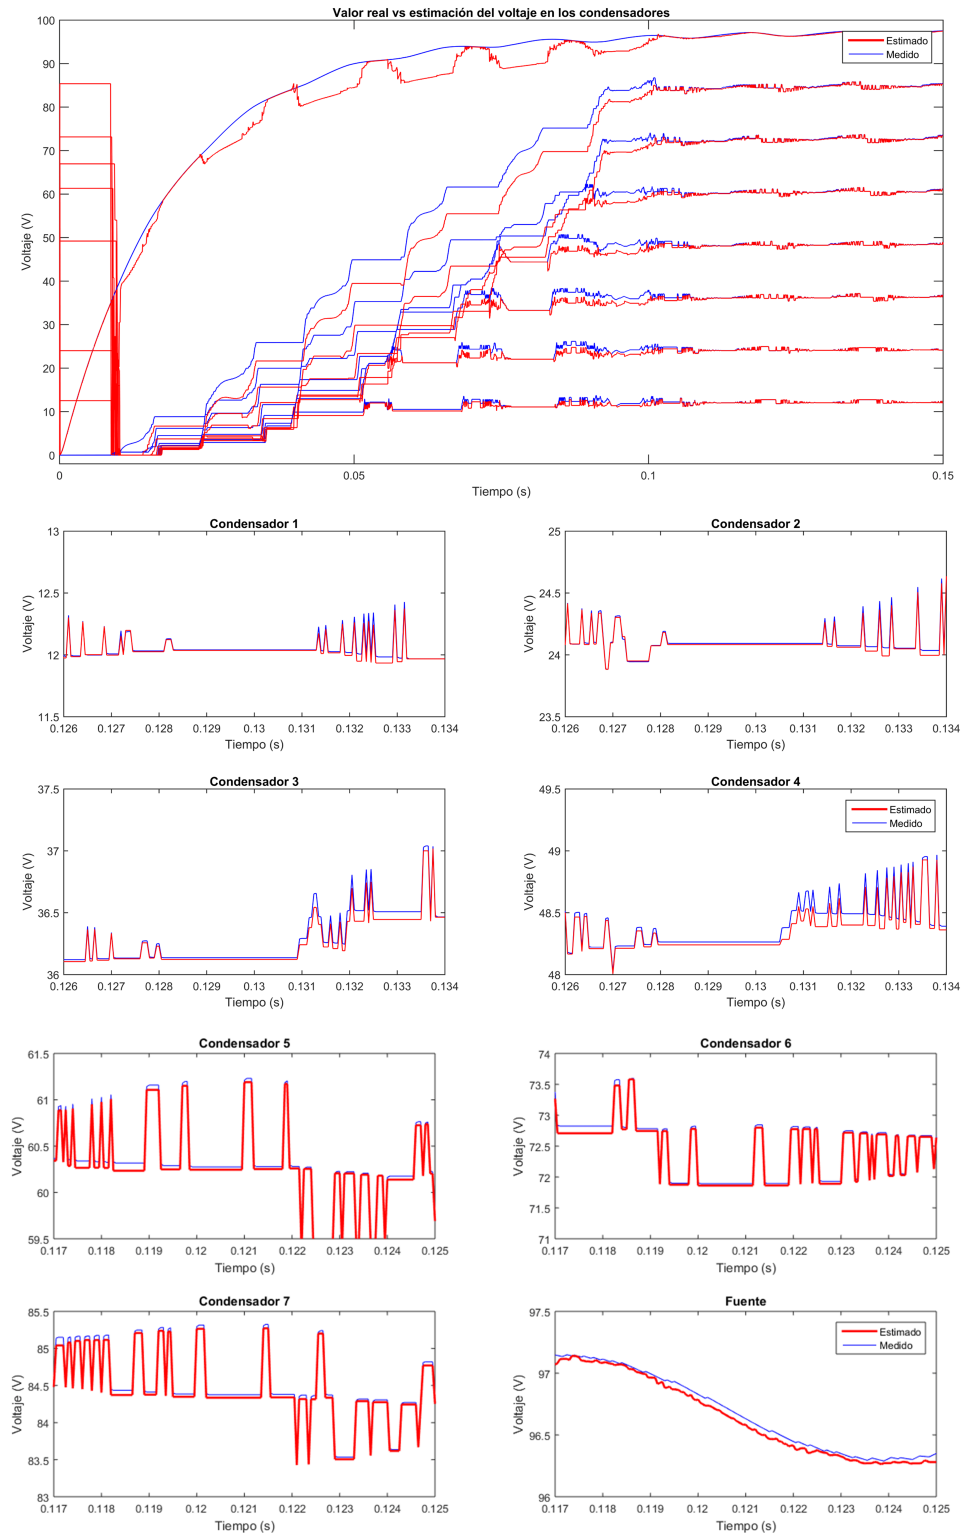 Valor real vs estimación del voltaje en los condensadores
100
90
80
70
60
50
40
30
20
10
0
Voltaje (V)
Estimado
Medido
0 0.05 0.1 0.15
Tiempo (s)
Condensador 1
13
12.5
12
11.5
Voltaje (V)
0.126 0.127 0.128 0.129 0.13 0.131 0.132 0.133 0.134
Tiempo (s)
Condensador 2
25
24.5
24
23.5
Voltaje (V)
0.126 0.127 0.128 0.129 0.13 0.131 0.132 0.133 0.134
Tiempo (s)
Condensador 3
37.5
37
36.5
36
Voltaje (V)
0.126 0.127 0.128 0.129 0.13 0.131 0.132 0.133 0.134
Tiempo (s)
Condensador 4
49.5
49
48.5
48
Voltaje (V)
Estimado
Medido
0.126 0.127 0.128 0.129 0.13 0.131 0.132 0.133 0.134
Tiempo (s)
Condensador 5
61.5
61
60.5
60
59.5
Voltaje (V)
0.117 0.118 0.119 0.12 0.121 0.122 0.123 0.124 0.125
Tiempo (s)
Condensador 6
74
73.5
73
72.5
72
71.5
71
Voltaje (V)
0.117 0.118 0.119 0.12 0.121 0.122 0.123 0.124 0.125
Tiempo (s)
Condensador 7
85.5
85
84.5
84
83.5
83
Voltaje (V)
0.117 0.118 0.119 0.12 0.121 0.122 0.123 0.124 0.125
Tiempo (s)
Fuente
97.5
97
96.5
96
Voltaje (V)
Estimado
Medido
0.117 0.118 0.119 0.12 0.121 0.122 0.123 0.124 0.125
Tiempo (s)